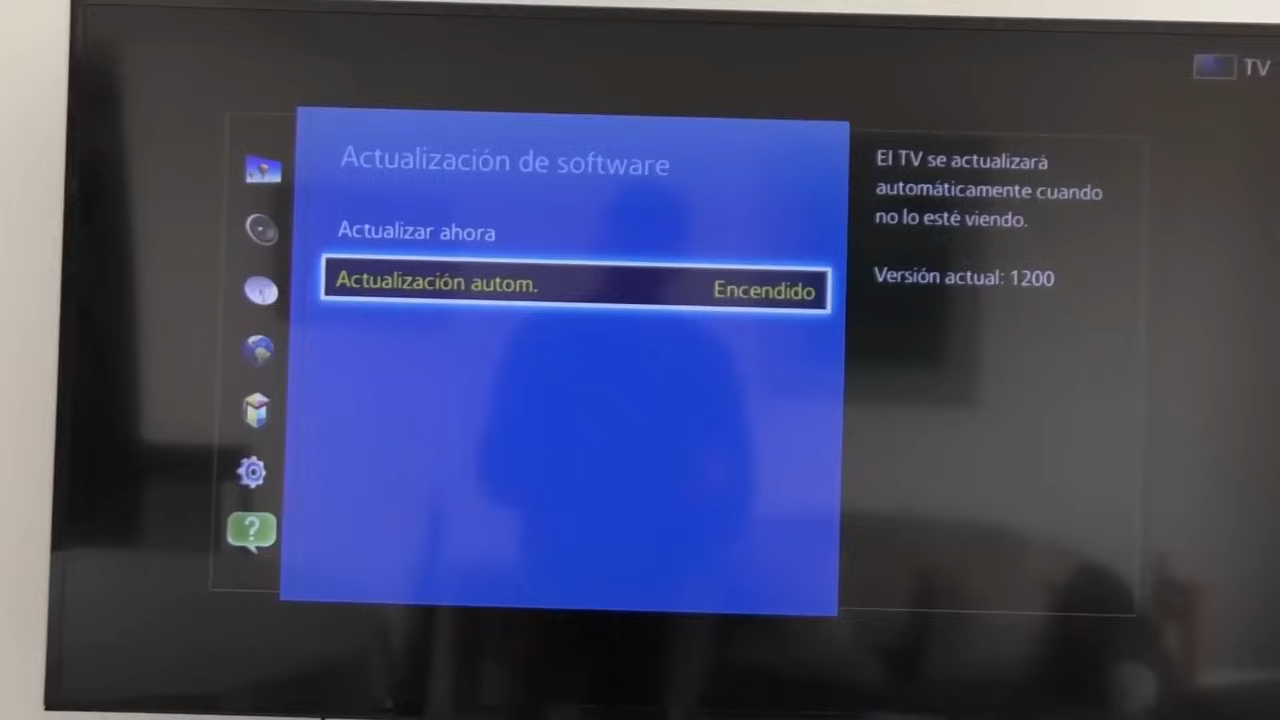 TV
Actualización de software
Actualizar ahora
Actualización autom. Encendido
El TV se actualizará
automáticamente cuando
no lo esté viendo.
Versión actual: 1200
?